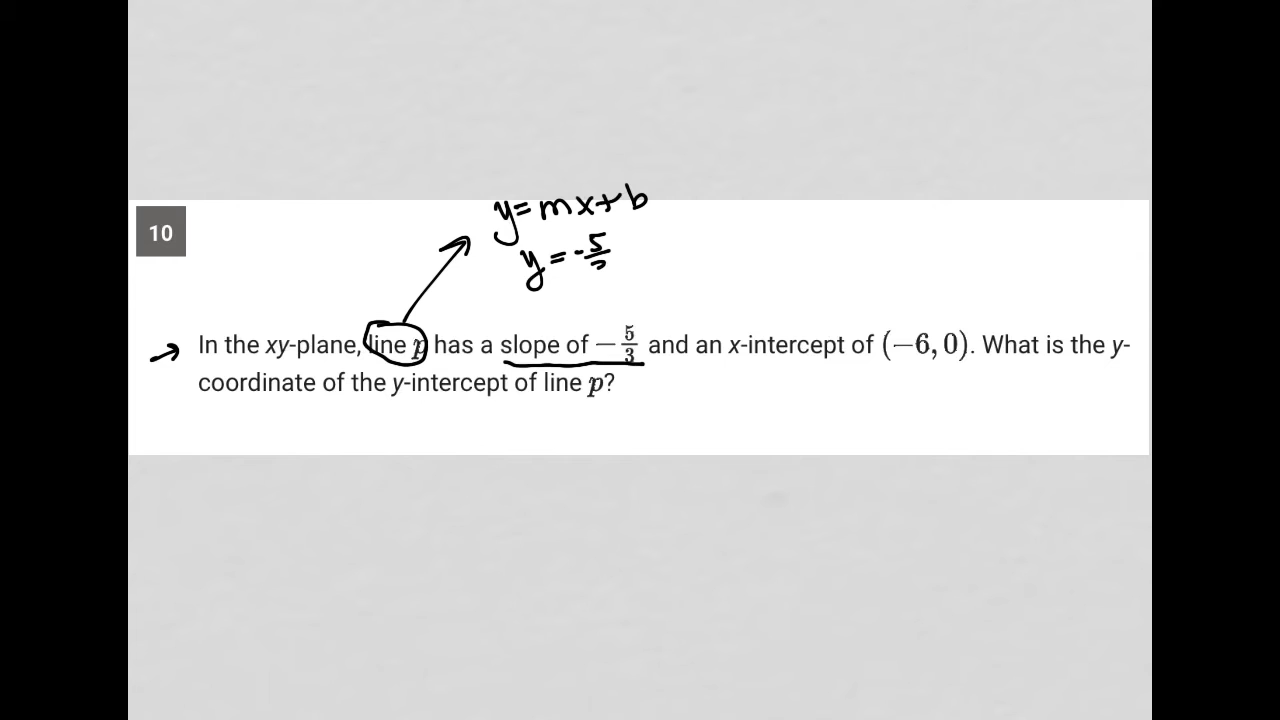 y=mx+b
10
y=-5/
In the xy-plane, line p has a slope of −5/3 and an x-intercept of (−6, 0). What is the y-
coordinate of the y-intercept of line p?